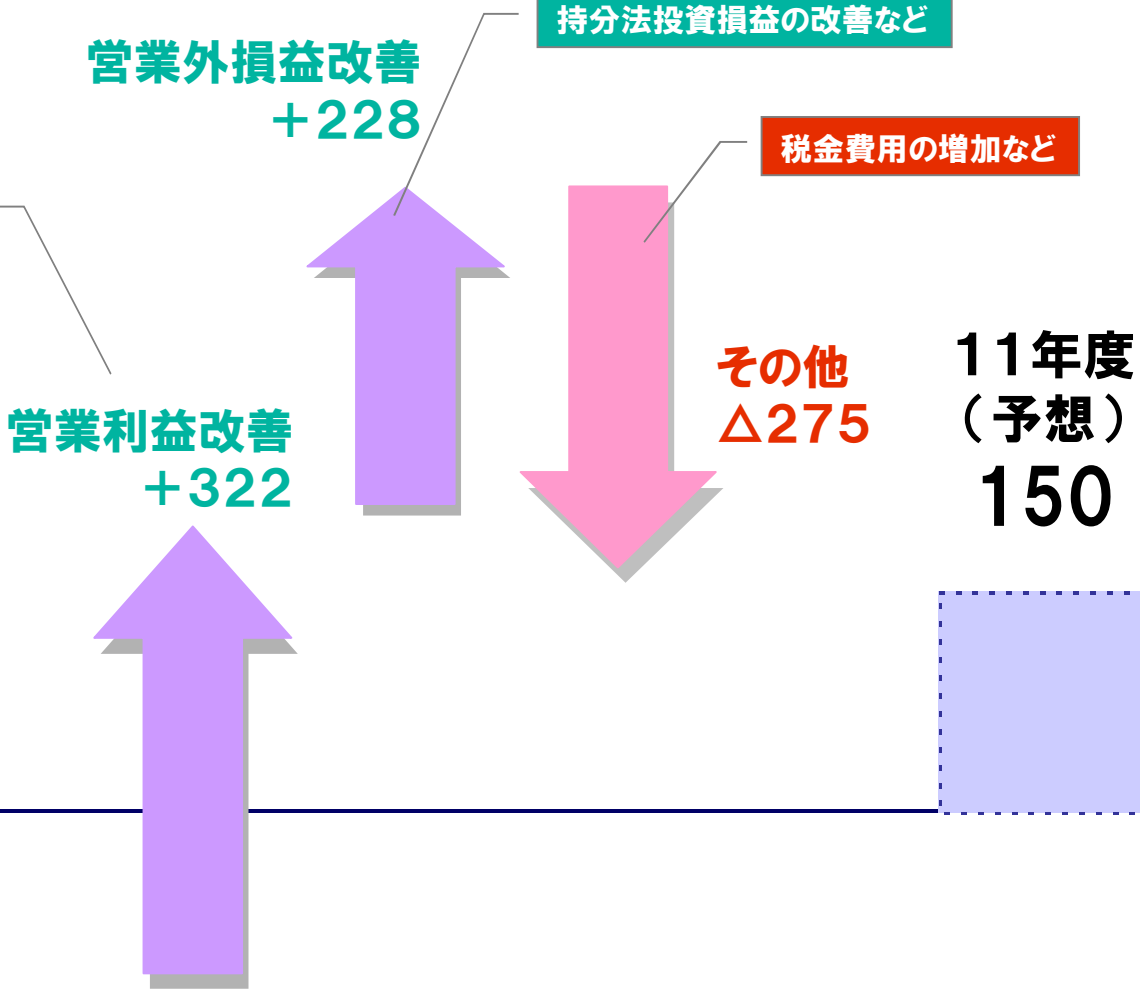 持分法投資損益の改善など
営業外損益改善
＋228
税金費用の増加など
その他
△275
11年度
（予想）
150
営業利益改善
＋322